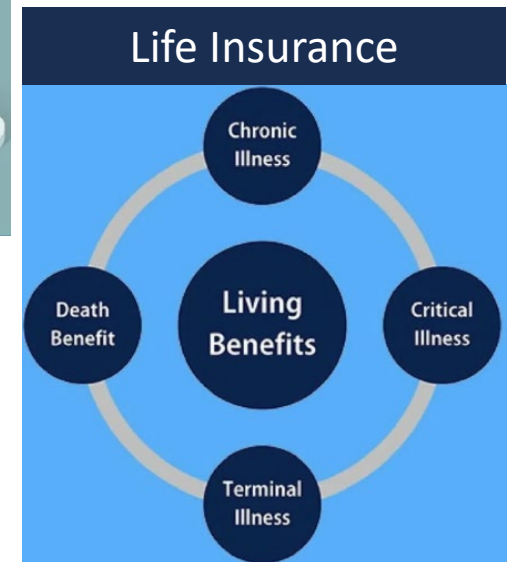 Life Insurance
Chronic
Illness
Death
Benefit
Living
Benefits
Critical
Illness
Terminal
Illness